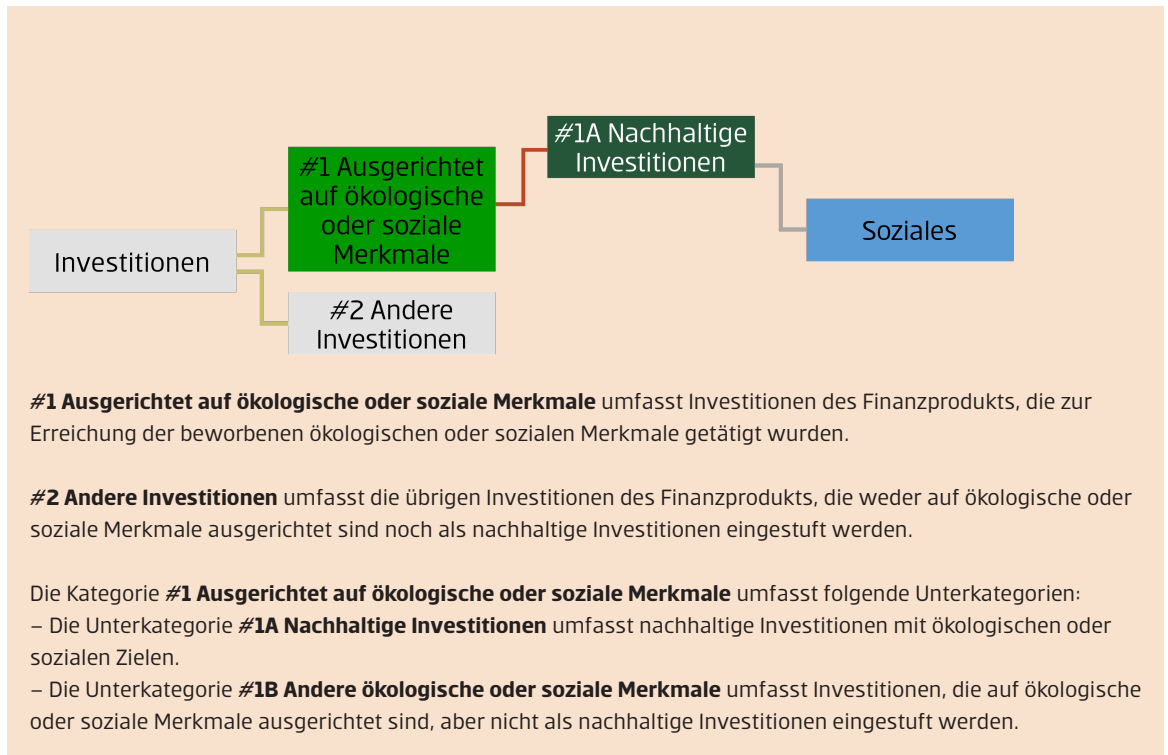 #1A Nachhaltige
Investitionen
#1 Ausgerichtet
auf ökologische
oder soziale
Merkmale
Soziales
Investitionen
#2 Andere
Investitionen
#1 Ausgerichtet auf ökologische oder soziale Merkmale umfasst Investitionen des Finanzprodukts, die zur
Erreichung der beworbenen ökologischen oder sozialen Merkmale getätigt wurden.
#2 Andere Investitionen umfasst die übrigen Investitionen des Finanzprodukts, die weder auf ökologische oder
soziale Merkmale ausgerichtet sind noch als nachhaltige Investitionen eingestuft werden.
Die Kategorie #1 Ausgerichtet auf ökologische oder soziale Merkmale umfasst folgende Unterkategorien:
– Die Unterkategorie #1A Nachhaltige Investitionen umfasst nachhaltige Investitionen mit ökologischen oder
sozialen Zielen.
– Die Unterkategorie #1B Andere ökologische oder soziale Merkmale umfasst Investitionen, die auf ökologische
oder soziale Merkmale ausgerichtet sind, aber nicht als nachhaltige Investitionen eingestuft werden.